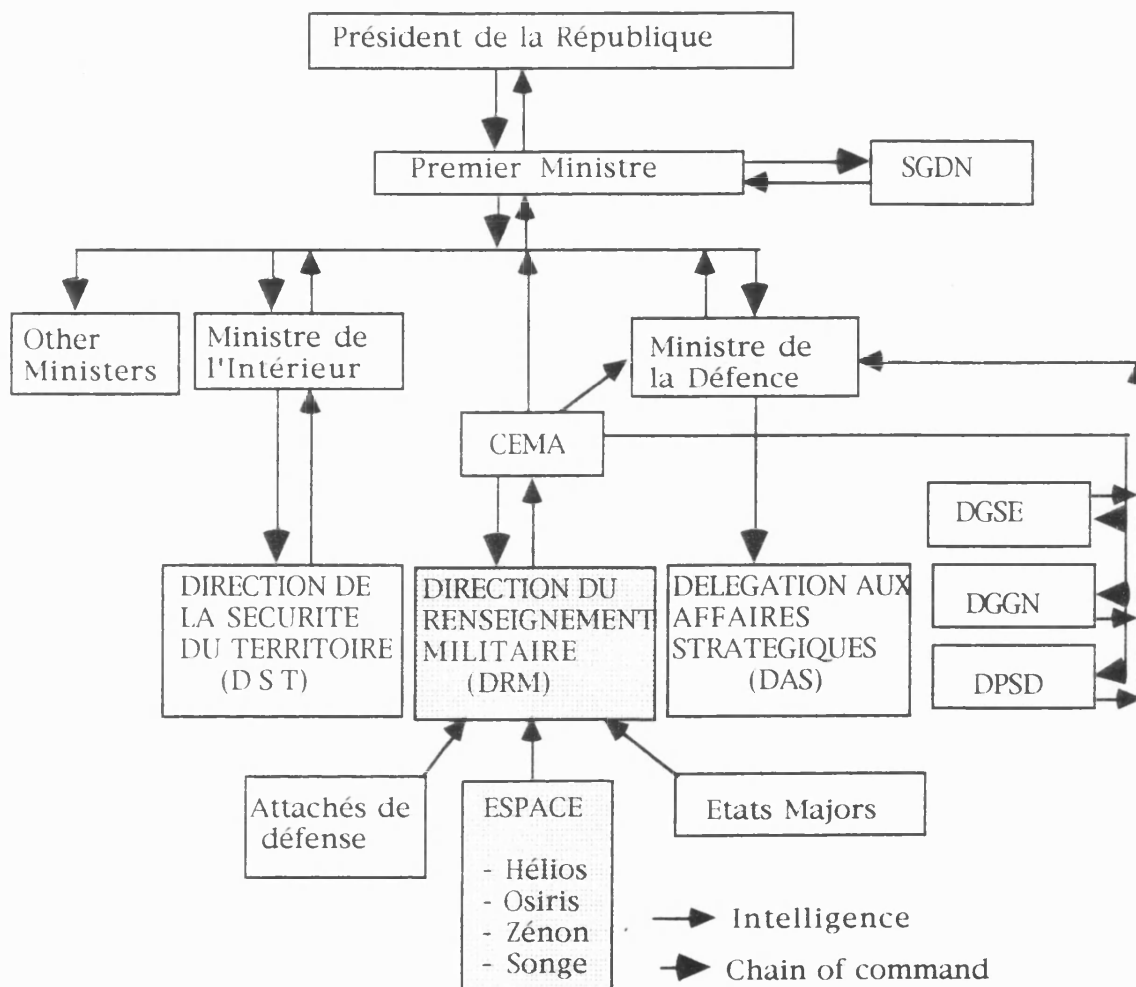 Président de la République
Premier Ministre
SGDN
Other
Ministers
Ministre de
l'Intérieur
Ministre de
la Défence
CEMA
DGSE
DIRECTION DE
LA SECURITE
DU TERRITOIRE
(D S T)
DIRECTION DU
RENSEIGNEMENT
MILITAIRE
(DRM)
DELEGATION AUX
AFFAIRES
STRATEGIQUES
(DAS)
DGGN
DPSD
Attachés de
défense
ESPACE
- Hélios
- Osiris
- Zénon
- Songe
Etats Majors
Intelligence
Chain of command